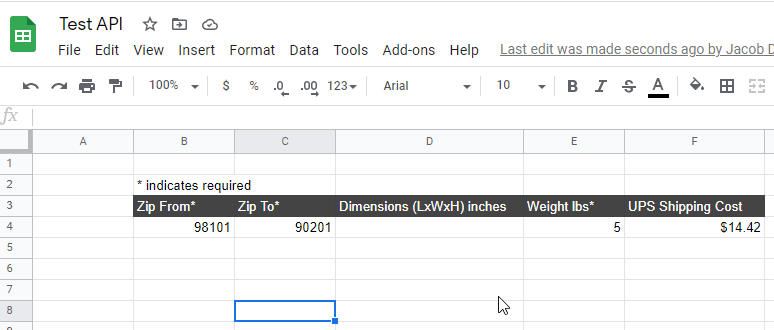 Test API
File Edit View Insert Format Data Tools Add-ons Help Last edit was made seconds ago by Jacob D
100% $ % .0 .00 123 Arial 10 B I S A
fx
A B C D E F
1
2 * indicates required
3 Zip From* Zip To* Dimensions (LxWxH) inches Weight lbs* UPS Shipping Cost
4 98101 90201 5 $14.42
5
6
7
8